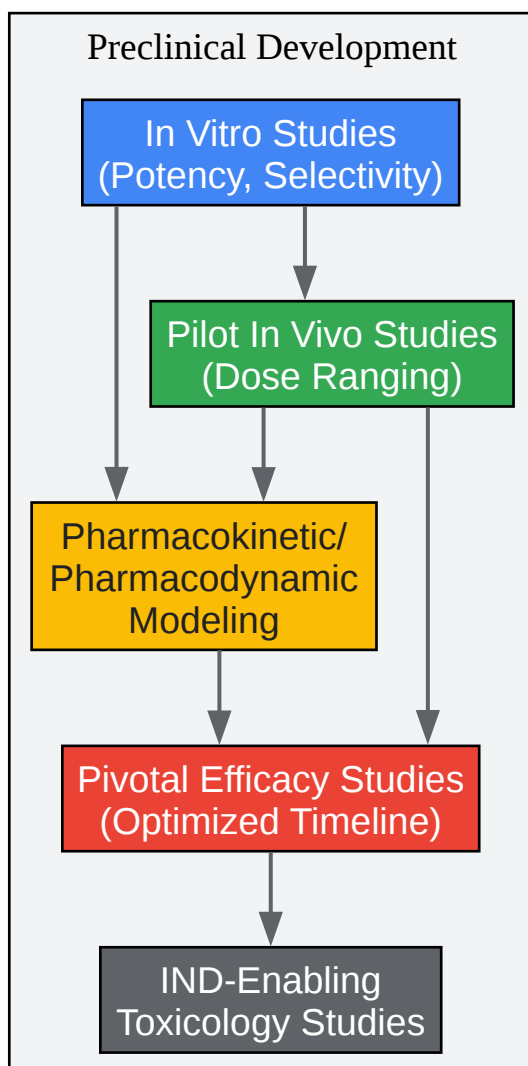 Preclinical Development
In Vitro Studies
(Potency, Selectivity)
Pilot In Vivo Studies
(Dose Ranging)
Pharmacokinetic/
Pharmacodynamic
Modeling
Pivotal Efficacy Studies
(Optimized Timeline)
IND-Enabling
Toxicology Studies